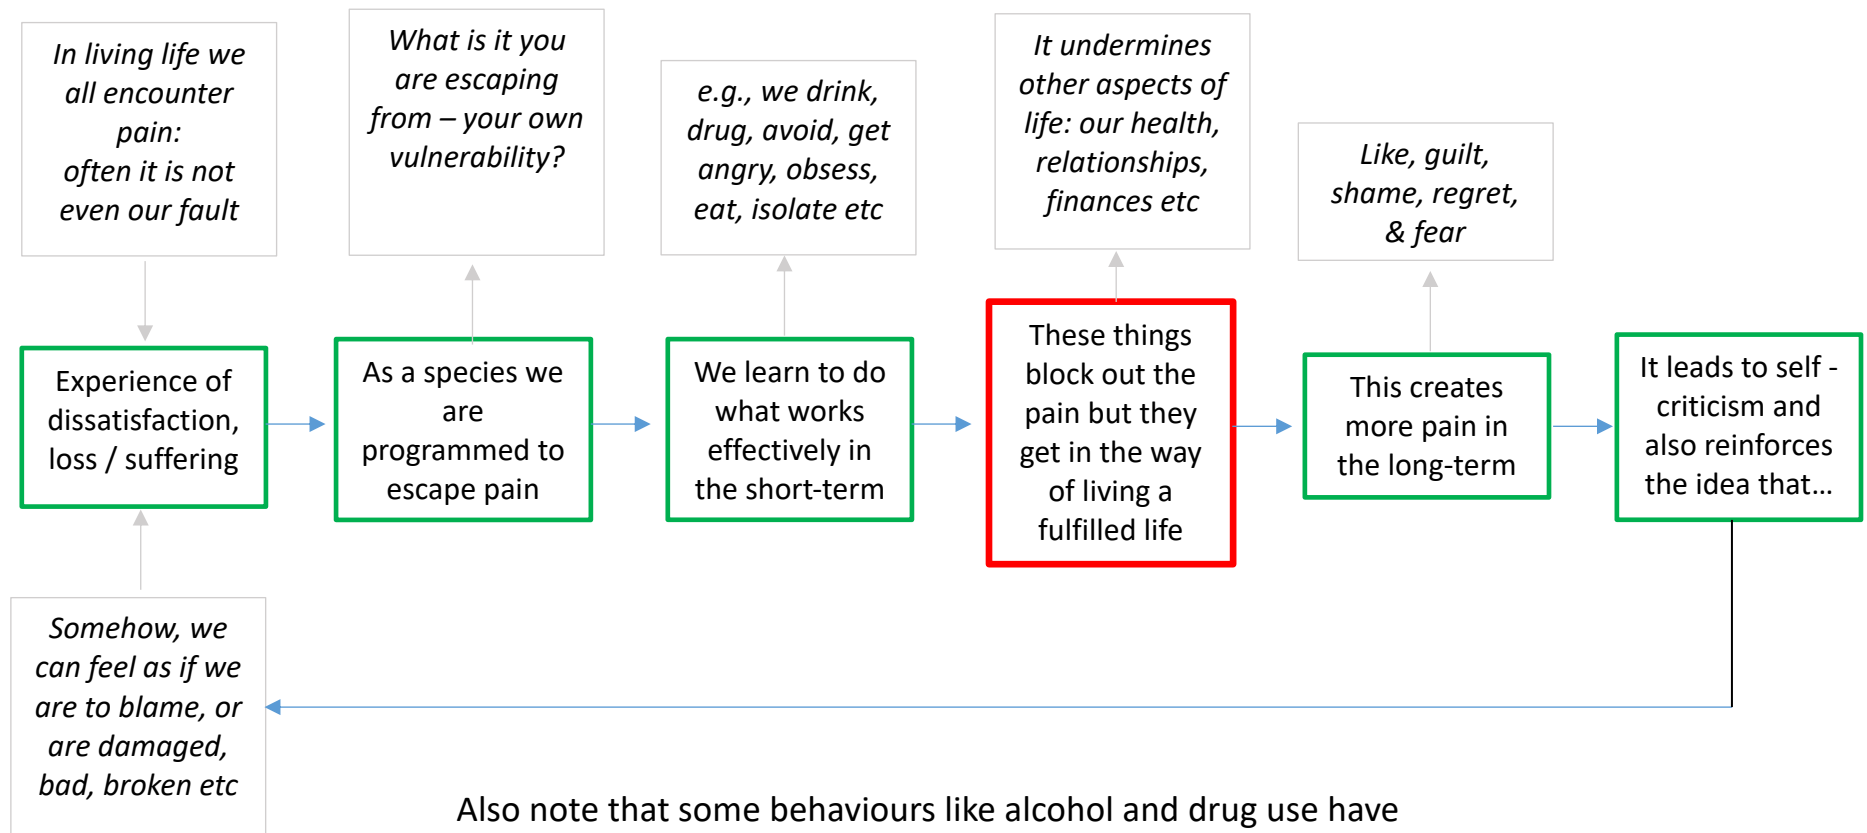 In living life we
all encounter
pain:
often it is not
even our fault
What is it you
are escaping
from – your own
vulnerability?
e.g., we drink,
drug, avoid, get
angry, obsess,
eat, isolate etc
It undermines
other aspects of
life: our health,
relationships,
finances etc
Like, guilt,
shame, regret,
& fear
Experience of
dissatisfaction,
loss / suffering
As a species we
are
programmed to
escape pain
We learn to do
what works
effectively in
the short-term
These things
block out the
pain but they
get in the way
of living a
fulfilled life
This creates
more pain in
the long-term
It leads to self -
criticism and
also reinforces
the idea that...
Somehow, we
can feel as if we
are to blame, or
are damaged,
bad, broken etc
Also note that some behaviours like alcohol and drug use have